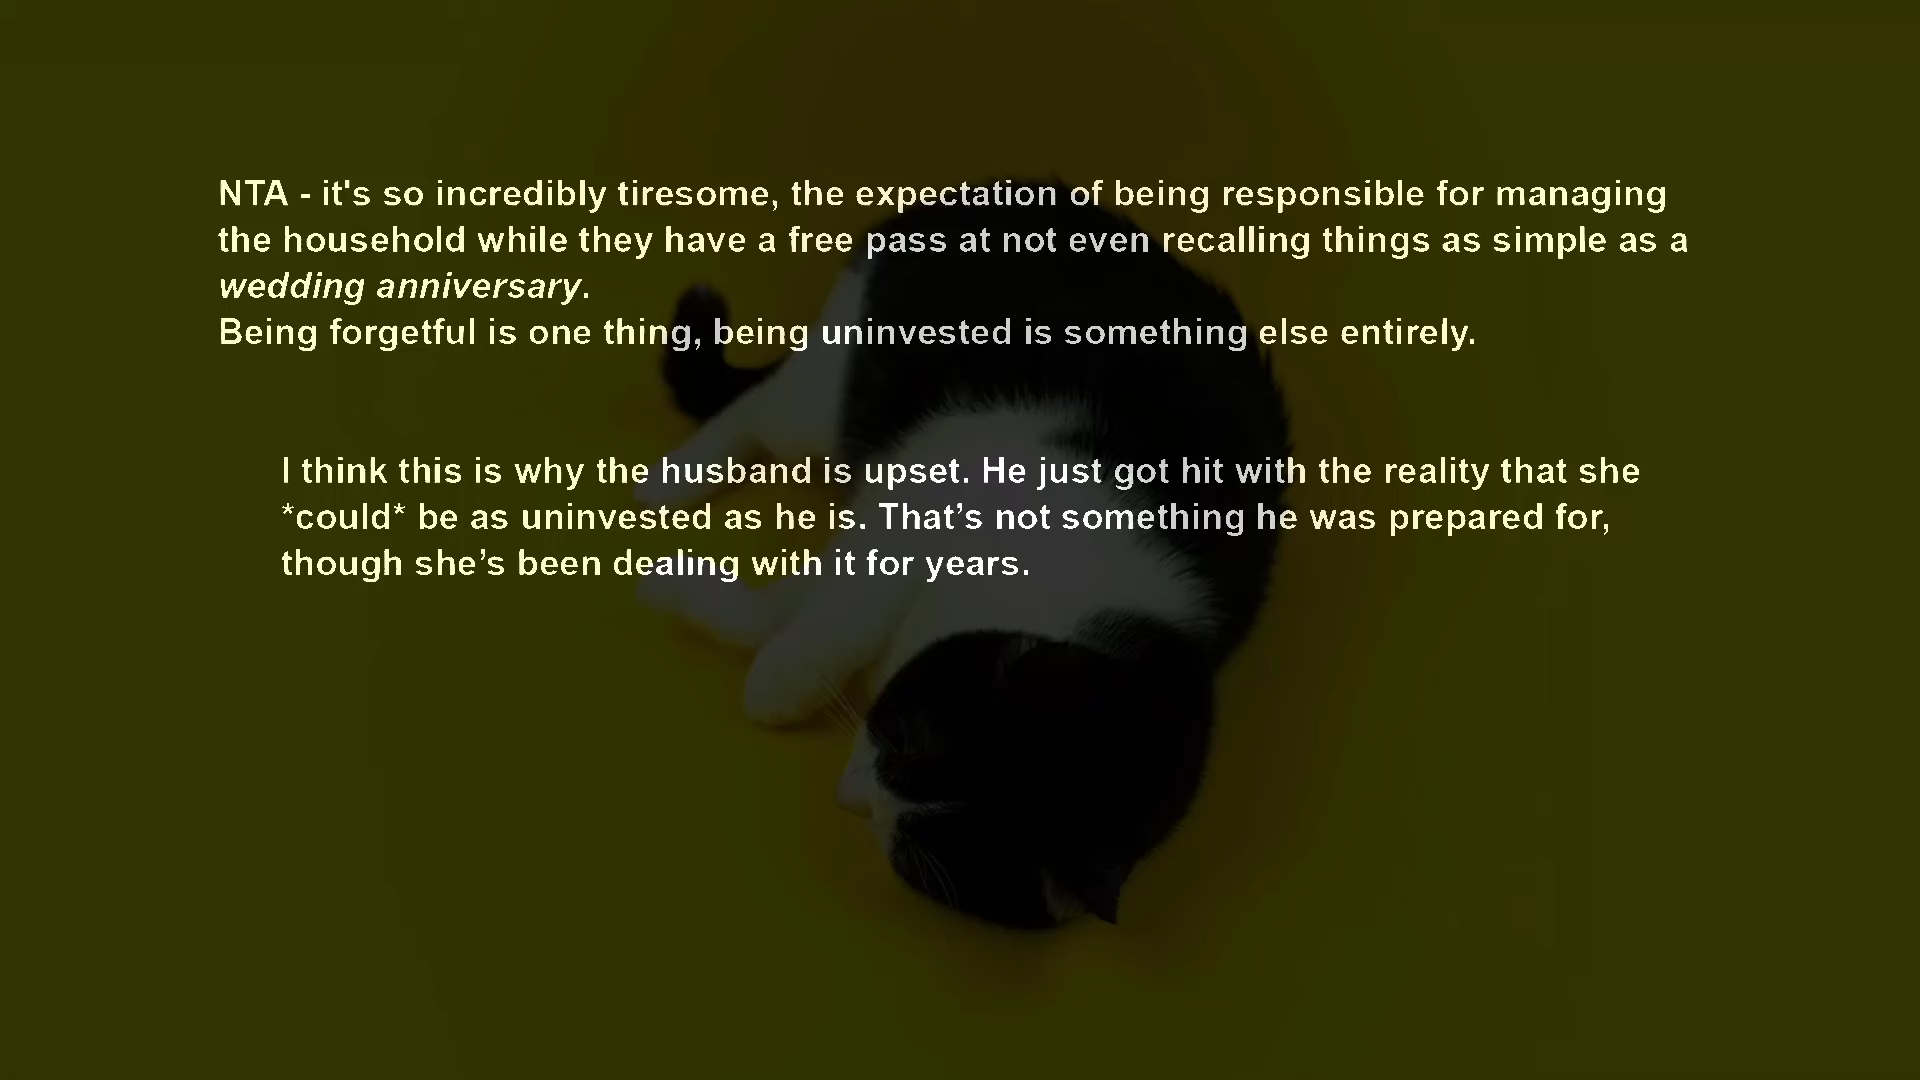 NTA - it's so incredibly tiresome, the expectation of being responsible for managing
the household while they have a free pass at not even recalling things as simple as a
wedding anniversary.
Being forgetful is one thing, being uninvested is something else entirely.
I think this is why the husband is upset. He just got hit with the reality that she
*could* be as uninvested as he is. That’s not something he was prepared for,
though she’s been dealing with it for years.